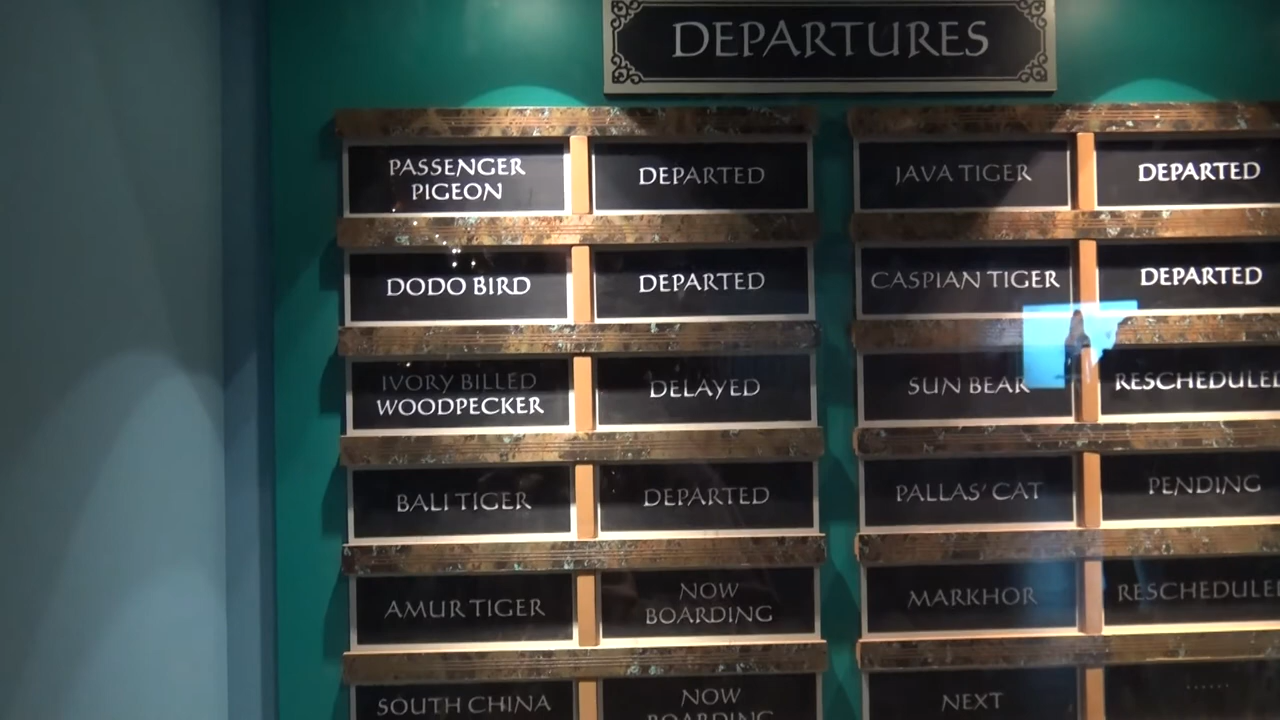 DEPARTURES
PASSENGER PIGEON DEPARTED
DODO BIRD DEPARTED
IVORY BILLED WOODPECKER DELAYED
BALI TIGER DEPARTED
AMUR TIGER NOW BOARDING
SOUTH CHINA NOW BOARDING
JAVA TIGER DEPARTED
CASPIAN TIGER DEPARTED
SUN BEAR RESCHEDULED
PALLAS' CAT PENDING
MARKHOR RESCHEDULED
NEXT ......